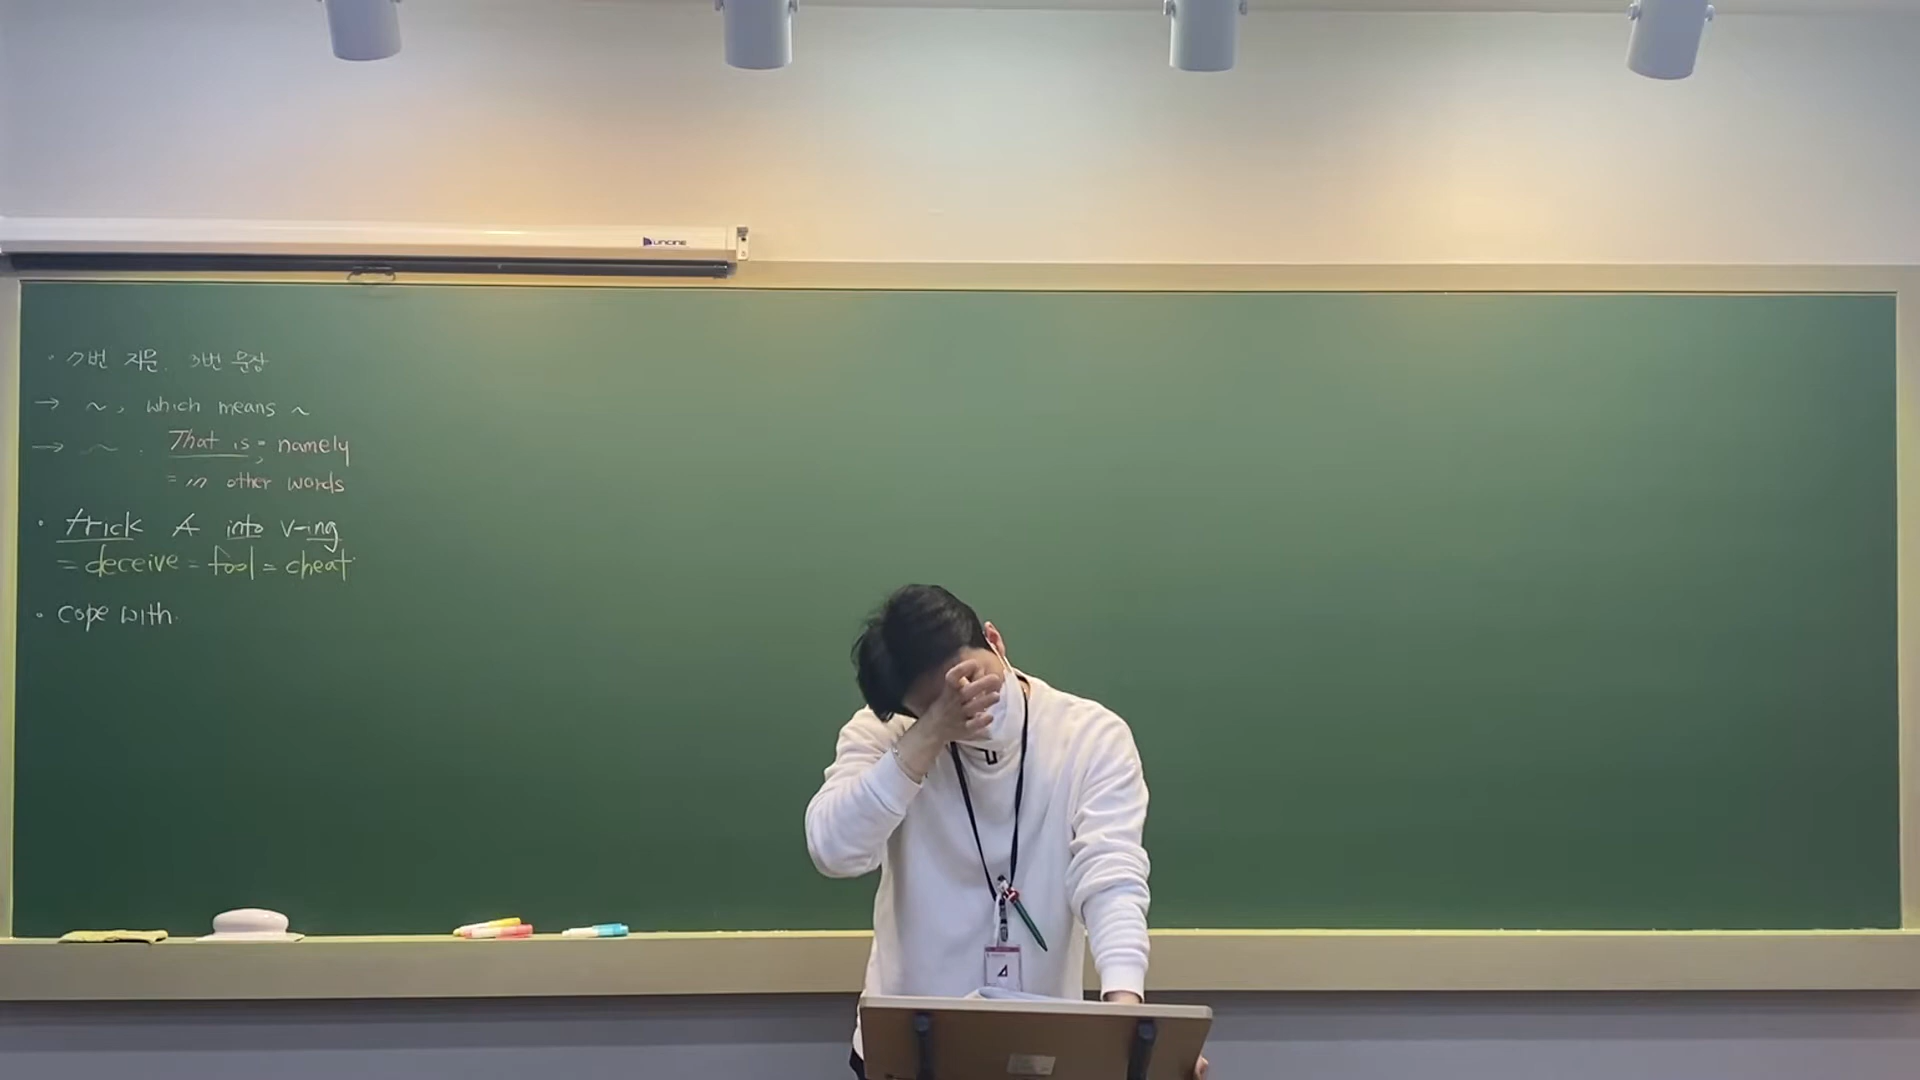 UNCINE
· 7번 지문. 3번 문장
→ ~, which means ~
→ ~. That is = namely
= in other words
· trick A into v-ing
= deceive = fool = cheat
· cope with.